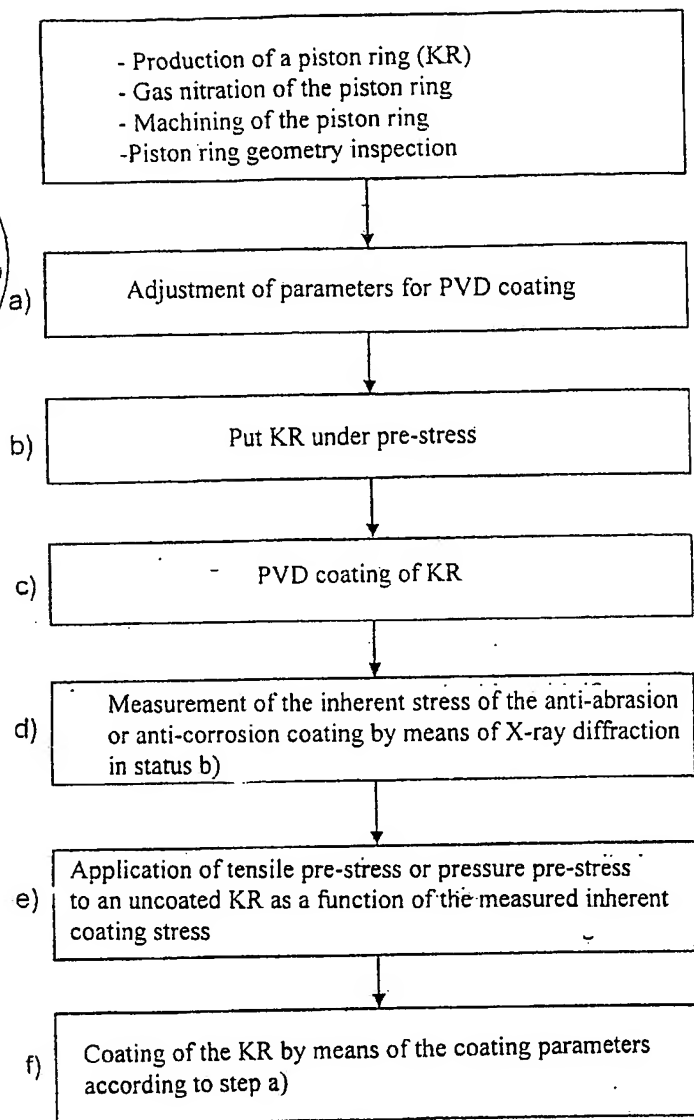 - Production of a piston ring (KR)
- Gas nitration of the piston ring
- Machining of the piston ring
-Piston ring geometry inspection
a)
Adjustment of parameters for PVD coating
b)
Put KR under pre-stress
c)
PVD coating of KR
d)
Measurement of the inherent stress of the anti-abrasion
or anti-corrosion coating by means of X-ray diffraction
in status b)
e)
Application of tensile pre-stress or pressure pre-stress
to an uncoated KR as a function of the measured inherent
coating stress
f)
Coating of the KR by means of the coating parameters
according to step a)